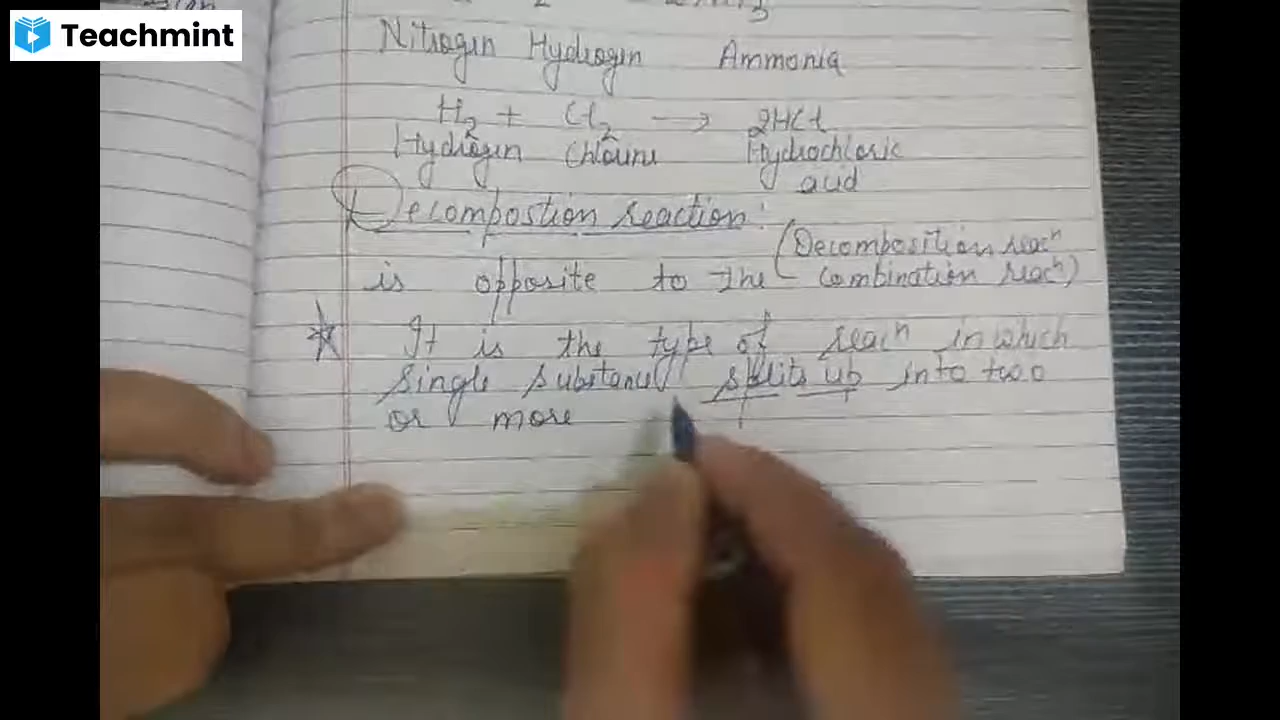 Teachmint
Nitrogen Hydrogen Ammonia
H2 + Cl2 → 2HCl
Hydrogen Chlorine Hydrochloric
acid
Decompostion reaction:
(Decomposition reacⁿ
is opposite to the combination reacⁿ)
It is the type of reacⁿ in which
single substance splits up into two
or more